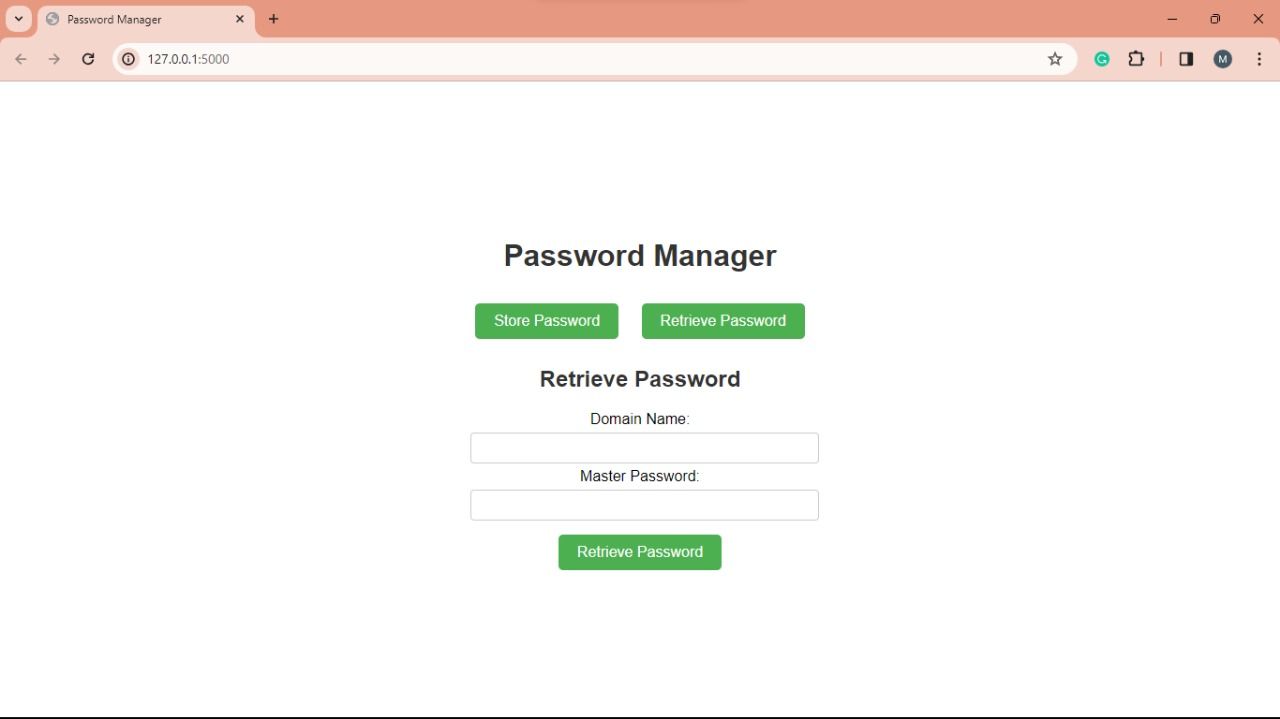 Password Manager
127.0.0.1:5000
M
Password Manager
Store Password Retrieve Password
Retrieve Password
Domain Name:
Master Password:
Retrieve Password